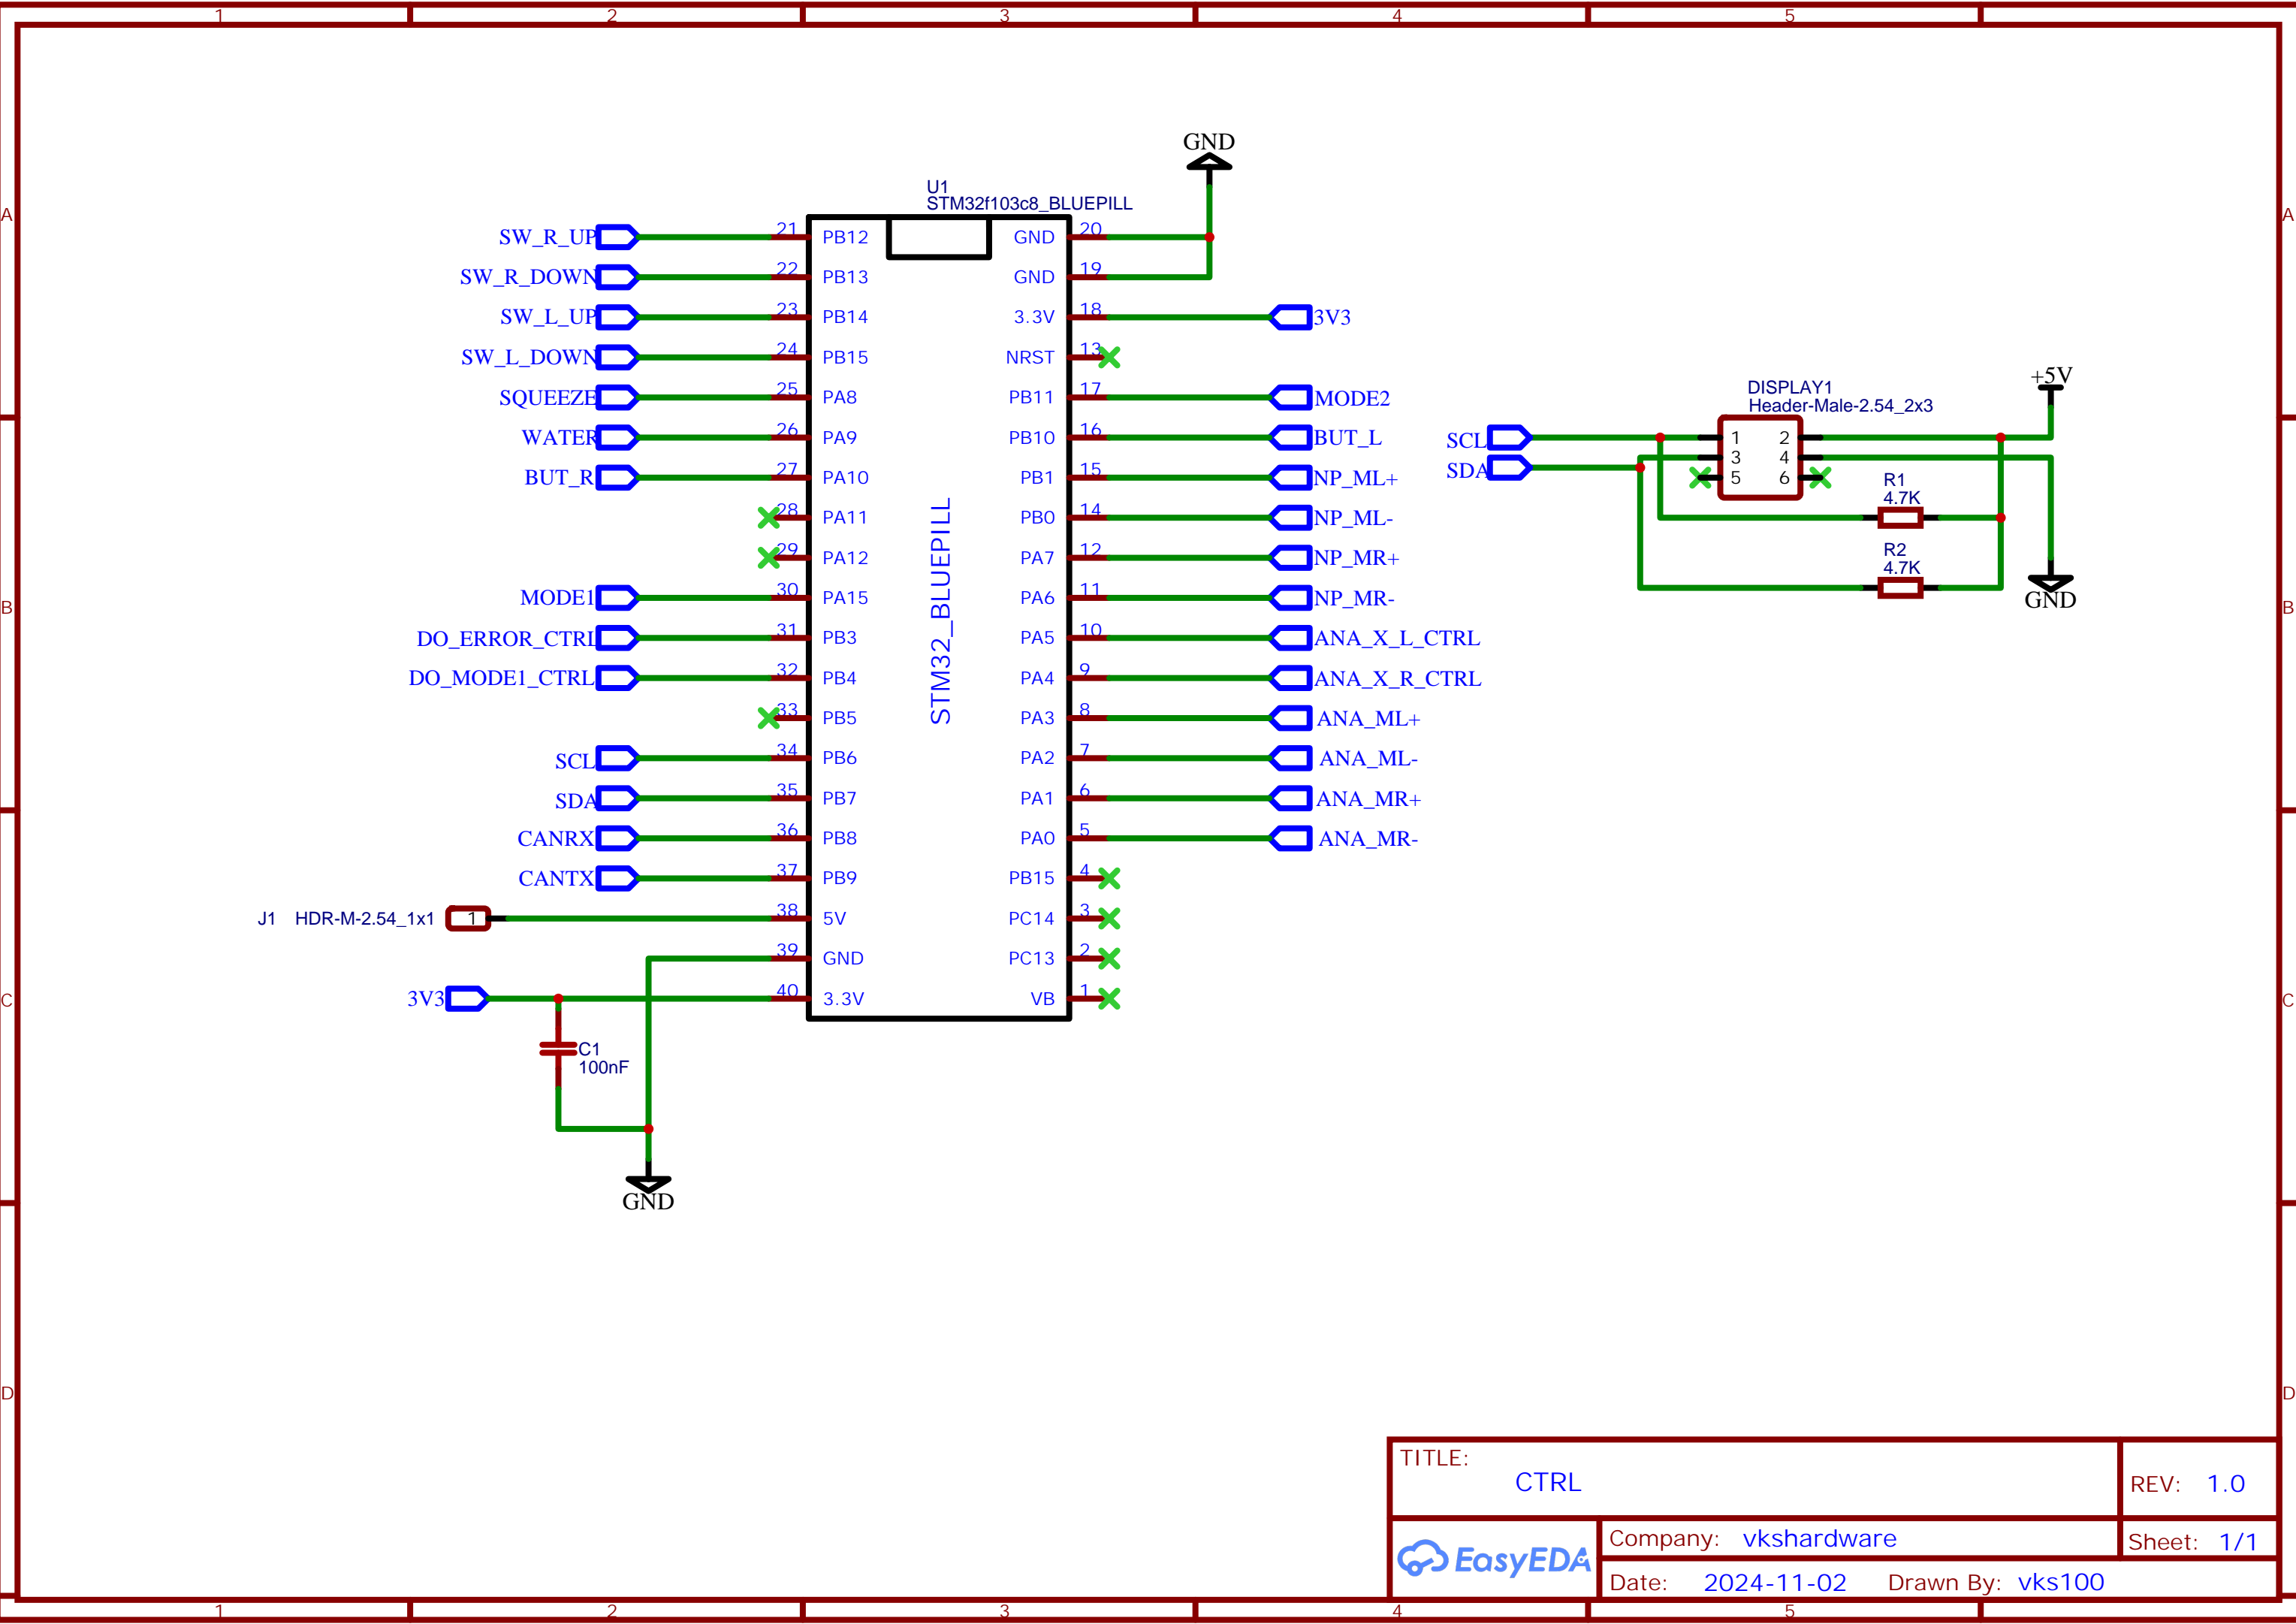 1 2 3 4 5
A A
B B
C C
D D
GND
U1
STM32f103c8_BLUEPILL
STM32_BLUEPILL
SW_R_UP 21 PB12 GND 20
SW_R_DOWN 22 PB13 GND 19
SW_L_UP 23 PB14 3.3V 18 3V3
SW_L_DOWN 24 PB15 NRST 13
SQUEEZE 25 PA8 PB11 17 MODE2
WATER 26 PA9 PB10 16 BUT_L
BUT_R 27 PA10 PB1 15 NP_ML+
28 PA11 PB0 14 NP_ML-
29 PA12 PA7 12 NP_MR+
MODE1 30 PA15 PA6 11 NP_MR-
DO_ERROR_CTRL 31 PB3 PA5 10 ANA_X_L_CTRL
DO_MODE1_CTRL 32 PB4 PA4 9 ANA_X_R_CTRL
33 PB5 PA3 8 ANA_ML+
SCL 34 PB6 PA2 7 ANA_ML-
SDA 35 PB7 PA1 6 ANA_MR+
CANRX 36 PB8 PA0 5 ANA_MR-
CANTX 37 PB9 PB15 4
J1 HDR-M-2.54_1x1 1 38 5V PC14 3
39 GND PC13 2
3V3 40 3.3V VB 1
C1
100nF
GND
+5V
DISPLAY1
Header-Male-2.54_2x3
SCL 1 2
SDA 3 4
5 6
R1
4.7K
R2
4.7K
GND
TITLE:
CTRL
REV: 1.0
EasyEDA
Company: vkshardware
Sheet: 1/1
Date: 2024-11-02 Drawn By: vks100
1 2 3 4 5